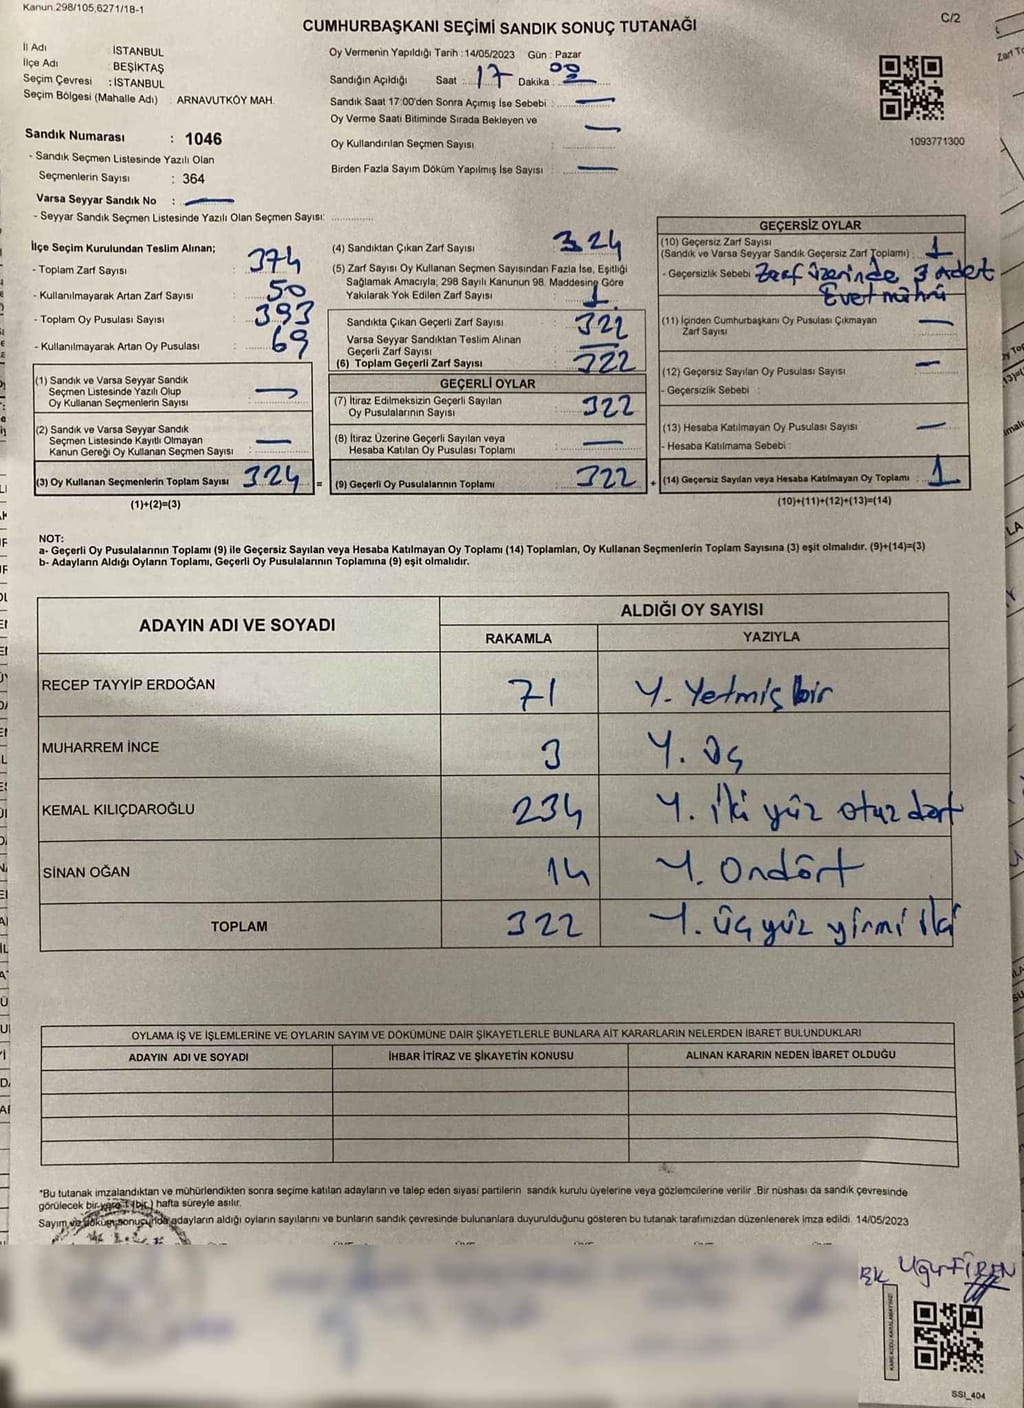 Kanun 298/105,6271/18-1
C/2
CUMHURBAŞKANI SEÇİMİ SANDIK SONUÇ TUTANAĞI
İl Adı : İSTANBUL
İlçe Adı : BEŞİKTAŞ
Seçim Çevresi : İSTANBUL
Seçim Bölgesi (Mahalle Adı) : ARNAVUTKÖY MAH.
Sandık Numarası : 1046
- Sandık Seçmen Listesinde Yazılı Olan
Seçmenlerin Sayısı : 364
Varsa Seyyar Sandık No : —
- Seyyar Sandık Seçmen Listesinde Yazılı Olan Seçmen Sayısı: ............
Oy Vermenin Yapıldığı Tarih : 14/05/2023 Gün : Pazar
Sandığın Açıldığı Saat : 17 Dakika : 00
Sandık Saat 17:00'den Sonra Açımış İse Sebebi : —
Oy Verme Saati Bitiminde Sırada Bekleyen ve —
Oy Kullandırılan Seçmen Sayısı :
Birden Fazla Sayım Döküm Yapılmış İse Sayısı : —
1093771300
İlçe Seçim Kurulundan Teslim Alınan;
- Toplam Zarf Sayısı : 374
- Kullanılmayarak Artan Zarf Sayısı : 50
- Toplam Oy Pusulası Sayısı : 393
- Kullanılmayarak Artan Oy Pusulası : 69
(1) Sandık ve Varsa Seyyar Sandık
Seçmen Listesinde Yazılı Olup
Oy Kullanan Seçmenlerin Sayısı —
(2) Sandık ve Varsa Seyyar Sandık
Seçmen Listesinde Kayıtlı Olmayan
Kanun Gereği Oy Kullanan Seçmen Sayısı —
(3) Oy Kullanan Seçmenlerin Toplam Sayısı 324 =
(1)+(2)=(3)
(4) Sandıktan Çıkan Zarf Sayısı : 324
(5) Zarf Sayısı Oy Kullanan Seçmen Sayısından Fazla İse, Eşitliği
Sağlamak Amacıyla; 298 Sayılı Kanunun 98. Maddesine Göre
Yakılarak Yok Edilen Zarf Sayısı : 1
Sandıkta Çıkan Geçerli Zarf Sayısı : 322
Varsa Seyyar Sandıktan Teslim Alınan
Geçerli Zarf Sayısı : —
(6) Toplam Geçerli Zarf Sayısı : 322
GEÇERLİ OYLAR
(7) İtiraz Edilmeksizin Geçerli Sayılan
Oy Pusulalarının Sayısı : 322
(8) İtiraz Üzerine Geçerli Sayılan veya
Hesaba Katılan Oy Pusulası Toplamı : —
(9) Geçerli Oy Pusulalarının Toplamı : 322 +
GEÇERSİZ OYLAR
(10) Geçersiz Zarf Sayısı
(Sandık ve Varsa Seyyar Sandık Geçersiz Zarf Toplamı) : 1
- Geçersizlik Sebebi : Zarf üzerinde 3 adet
Evet mührü
(11) İçinden Cumhurbaşkanı Oy Pusulası Çıkmayan
Zarf Sayısı —
(12) Geçersiz Sayılan Oy Pusulası Sayısı : —
- Geçersizlik Sebebi :
(13) Hesaba Katılmayan Oy Pusulası Sayısı : —
- Hesaba Katılmama Sebebi :
(14) Geçersiz Sayılan veya Hesaba Katılmayan Oy Toplamı : 1
(10)+(11)+(12)+(13)=(14)
NOT:
a- Geçerli Oy Pusulalarının Toplamı (9) ile Geçersiz Sayılan veya Hesaba Katılmayan Oy Toplamı (14) Toplamları, Oy Kullanan Seçmenlerin Toplam Sayısına (3) eşit olmalıdır. (9)+(14)=(3)
b- Adayların Aldığı Oyların Toplamı, Geçerli Oy Pusulalarının Toplamına (9) eşit olmalıdır.
ADAYIN ADI VE SOYADI
ALDIĞI OY SAYISI
RAKAMLA YAZIYLA
RECEP TAYYİP ERDOĞAN 71 Y. Yetmiş bir
MUHARREM İNCE 3 Y. Üç
KEMAL KILIÇDAROĞLU 234 Y. İki yüz otuz dört
SİNAN OĞAN 14 Y. Ondört
TOPLAM 322 Y. üç yüz yirmi iki
OYLAMA İŞ VE İŞLEMLERİNE VE OYLARIN SAYIM VE DÖKÜMÜNE DAİR ŞİKAYETLERLE BUNLARA AİT KARARLARIN NELERDEN İBARET BULUNDUKLARI
ADAYIN ADI VE SOYADI İHBAR İTİRAZ VE ŞİKAYETİN KONUSU ALINAN KARARIN NEDEN İBARET OLDUĞU
*Bu tutanak imzalandıktan ve mühürlendikten sonra seçime katılan adayların ve talep eden siyasi partilerin sandık kurulu üyelerine veya gözlemcilerine verilir .Bir nüshası da sandık çevresinde
görülecek bir yere 1 (bir) hafta süreyle asılır.
Sayım ve döküm sonucunda adayların aldığı oyların sayılarını ve bunların sandık çevresinde bulunanlara duyurulduğunu gösteren bu tutanak tarafımızdan düzenlenerek imza edildi. 14/05/2023
BK Uğur FİREN
KARE KODU KARALAMAYINIZ!
SSI_404